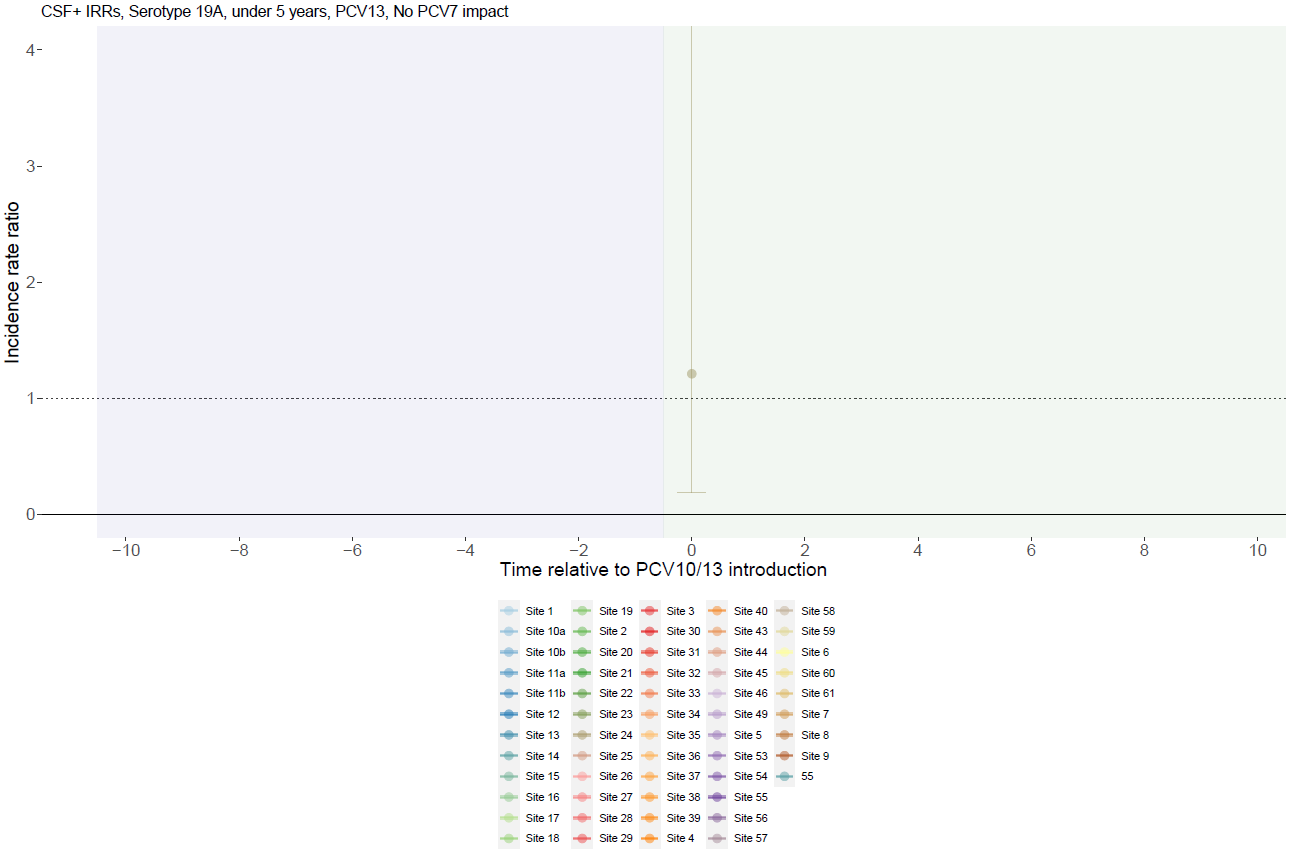 CSF+ IRRs, Serotype 19A, under 5 years, PCV13, No PCV7 impact
Incidence rate ratio
4
3
2
1
0
−10 −8 −6 −4 −2 0 2 4 6 8 10
Time relative to PCV10/13 introduction
Site 1 Site 19 Site 3 Site 40 Site 58
Site 10a Site 2 Site 30 Site 43 Site 59
Site 10b Site 20 Site 31 Site 44 Site 6
Site 11a Site 21 Site 32 Site 45 Site 60
Site 11b Site 22 Site 33 Site 46 Site 61
Site 12 Site 23 Site 34 Site 49 Site 7
Site 13 Site 24 Site 35 Site 5 Site 8
Site 14 Site 25 Site 36 Site 53 Site 9
Site 15 Site 26 Site 37 Site 54 55
Site 16 Site 27 Site 38 Site 55
Site 17 Site 28 Site 39 Site 56
Site 18 Site 29 Site 4 Site 57